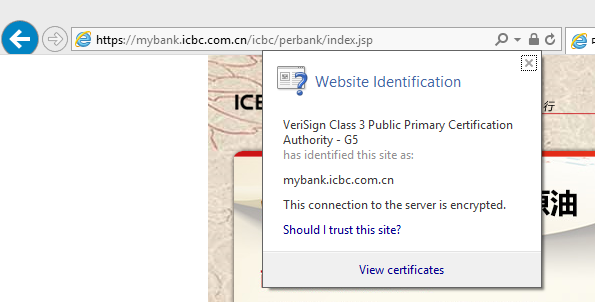 https://mybank.icbc.com.cn/icbc/perbank/index.jsp
Website Identification
VeriSign Class 3 Public Primary Certification
Authority - G5
has identified this site as:
mybank.icbc.com.cn
This connection to the server is encrypted.
Should I trust this site?
View certificates
行
原油